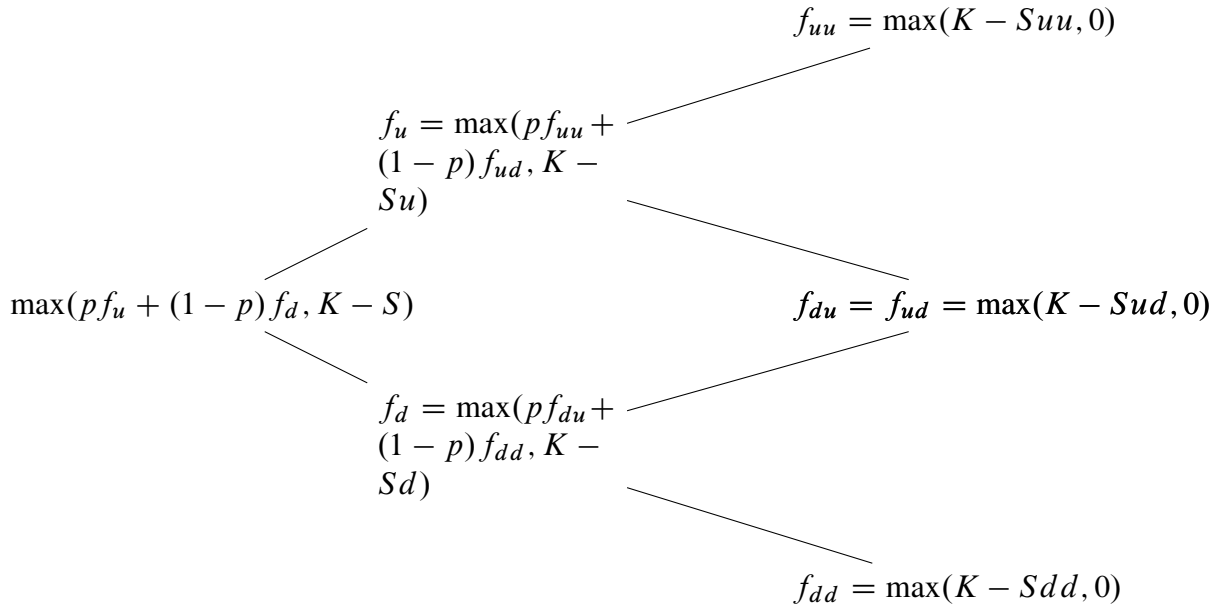 f_{uu} = max(K − Suu, 0)
f_u = max(pf_{uu} +
(1 − p)f_{ud}, K −
Su)
max(pf_u + (1 − p)f_d, K − S)
f_{du} = f_{ud} = max(K − Sud, 0)
f_d = max(pf_{du} +
(1 − p)f_{dd}, K −
Sd)
f_{dd} = max(K − Sdd, 0)